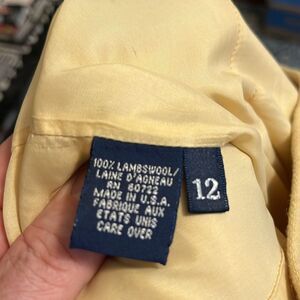 100% LAMBSWOOL/
LAINE D'AGNEAU
RN 60722
MADE IN U.S.A.
FABRIQUE AUX
ETATS UNIS
CARE OVER
12